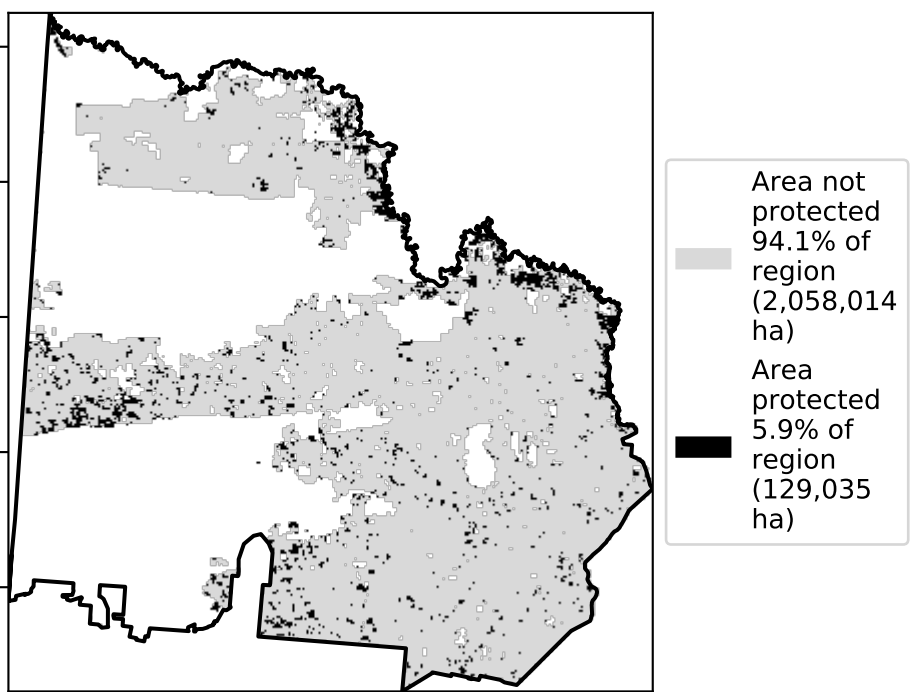 Area not
protected
94.1% of
region
(2,058,014
ha)
Area
protected
5.9% of
region
(129,035
ha)